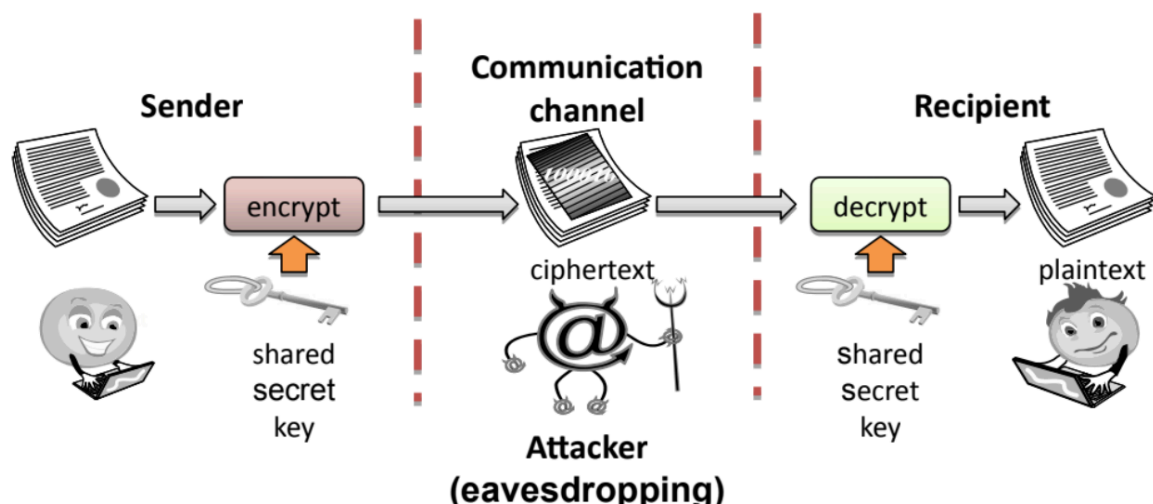 Sender
Communication
channel
Recipient
encrypt
decrypt
ciphertext
plaintext
@
shared
secret
key
shared
secret
key
Attacker
(eavesdropping)